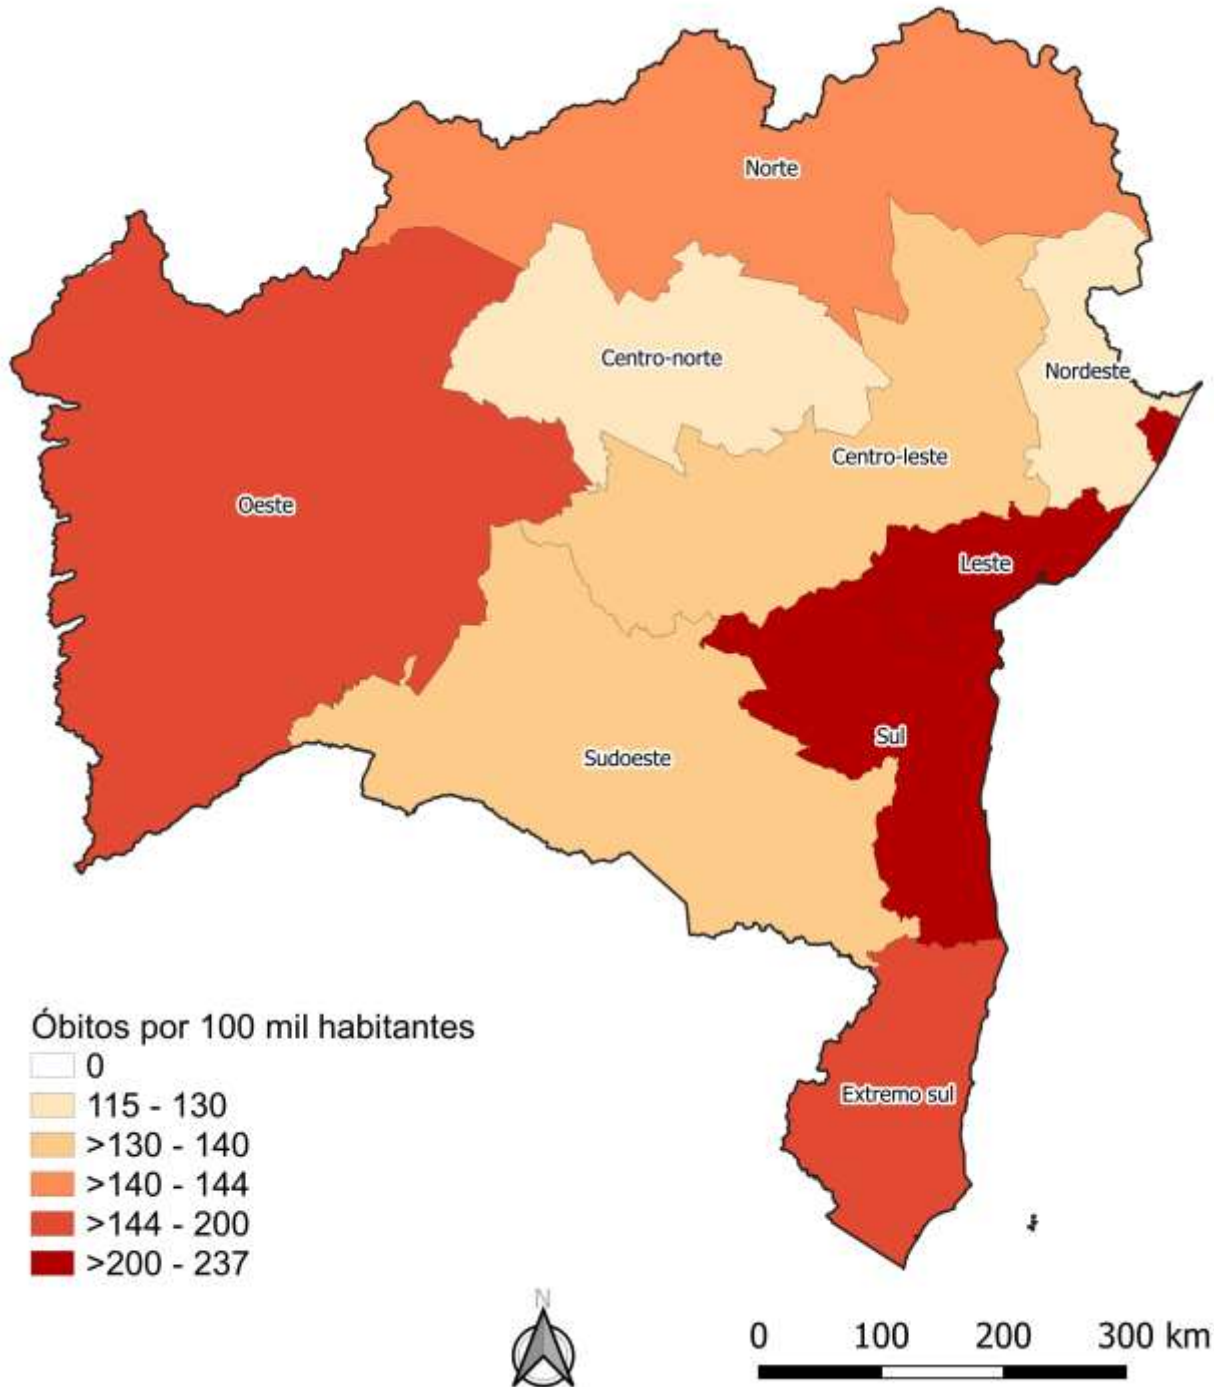 Norte
Centro-norte
Nordeste
Centro-leste
Oeste
Leste
Sul
Sudoeste
Extremo sul
Óbitos por 100 mil habitantes
0
115 - 130
>130 - 140
>140 - 144
>144 - 200
>200 - 237
N
0 100 200 300 km